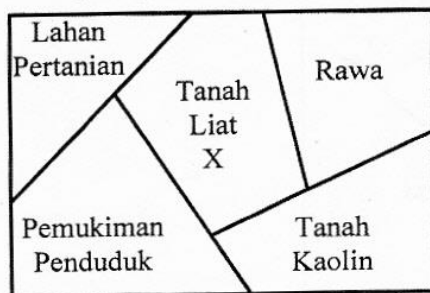 Lahan
Pertanian
Tanah
Liat
X
Rawa
Pemukiman
Penduduk
Tanah
Kaolin